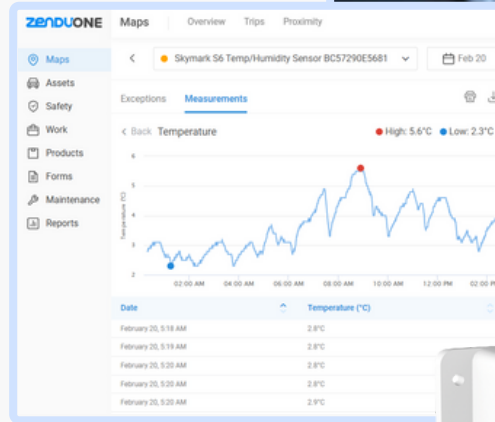 ZENDUONE
Maps
Overview
Trips
Proximity
Maps
Assets
Safety
Work
Products
Forms
Maintenance
Reports
Skymark S6 Temp/Humidity Sensor BC57290E5681
Feb 20
Exceptions
Measurements
< Back
Temperature
High: 5.6°C
Low: 2.3°C
Temperature (°C)
6
5
4
3
2
02:00 AM
04:00 AM
06:00 AM
08:00 AM
10:00 AM
12:00 PM
02:00 PM
Date
Temperature (°C)
February 20, 5:18 AM
2.8°C
February 20, 5:19 AM
2.8°C
February 20, 5:20 AM
2.8°C
February 20, 5:20 AM
2.8°C
February 20, 5:20 AM
2.9°C